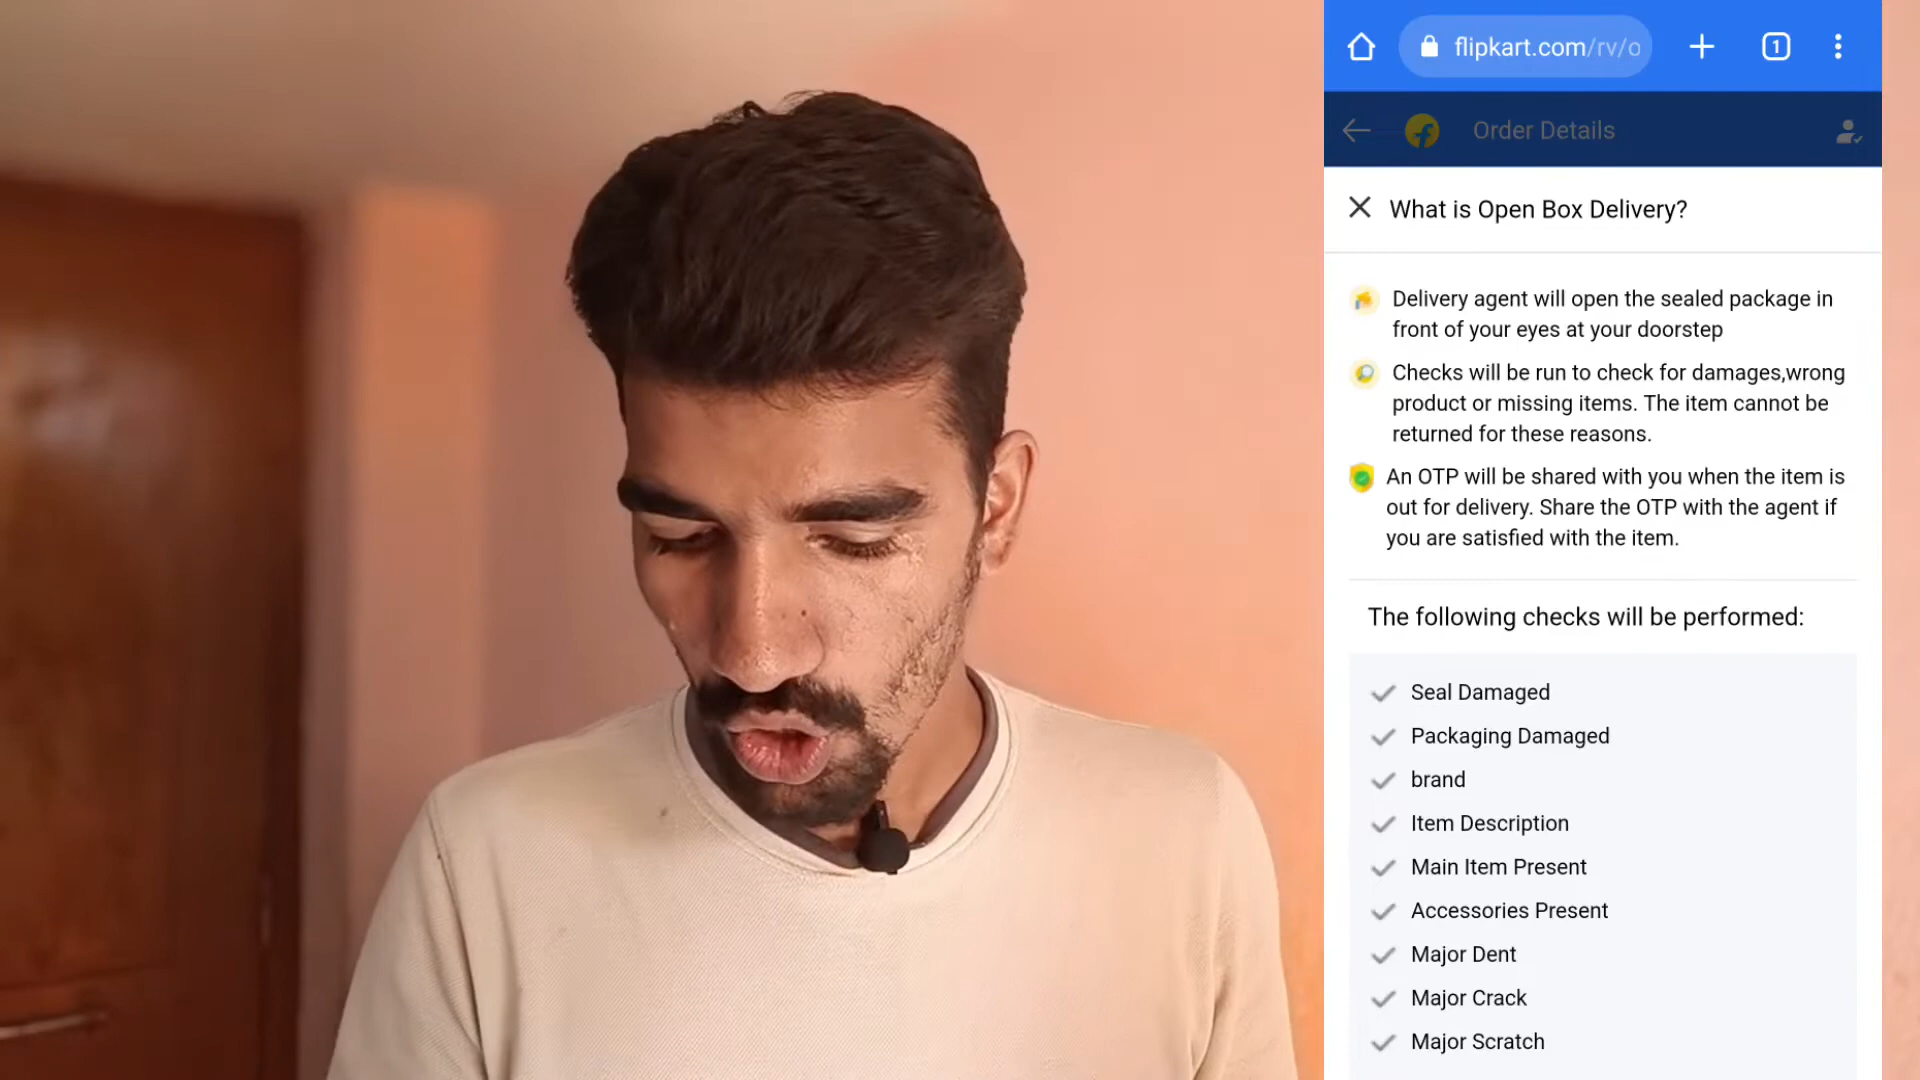 flipkart.com/rv/o
1
Order Details
What is Open Box Delivery?
Delivery agent will open the sealed package in
front of your eyes at your doorstep
Checks will be run to check for damages,wrong
product or missing items. The item cannot be
returned for these reasons.
An OTP will be shared with you when the item is
out for delivery. Share the OTP with the agent if
you are satisfied with the item.
The following checks will be performed:
Seal Damaged
Packaging Damaged
brand
Item Description
Main Item Present
Accessories Present
Major Dent
Major Crack
Major Scratch